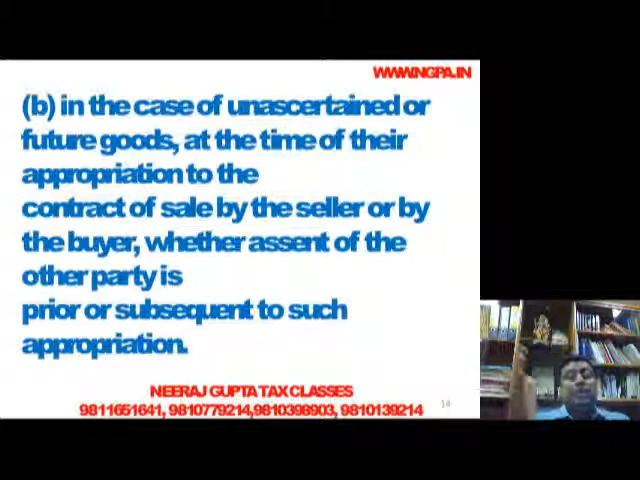 WWW.NGPA.IN
(b) in the case of unascertained or
future goods, at the time of their
appropriation to the
contract of sale by the seller or by
the buyer, whether assent of the
other party is
prior or subsequent to such
appropriation.
NEERAJ GUPTA TAX CLASSES
9811651641, 9810779214,9810398903, 9810139214
14